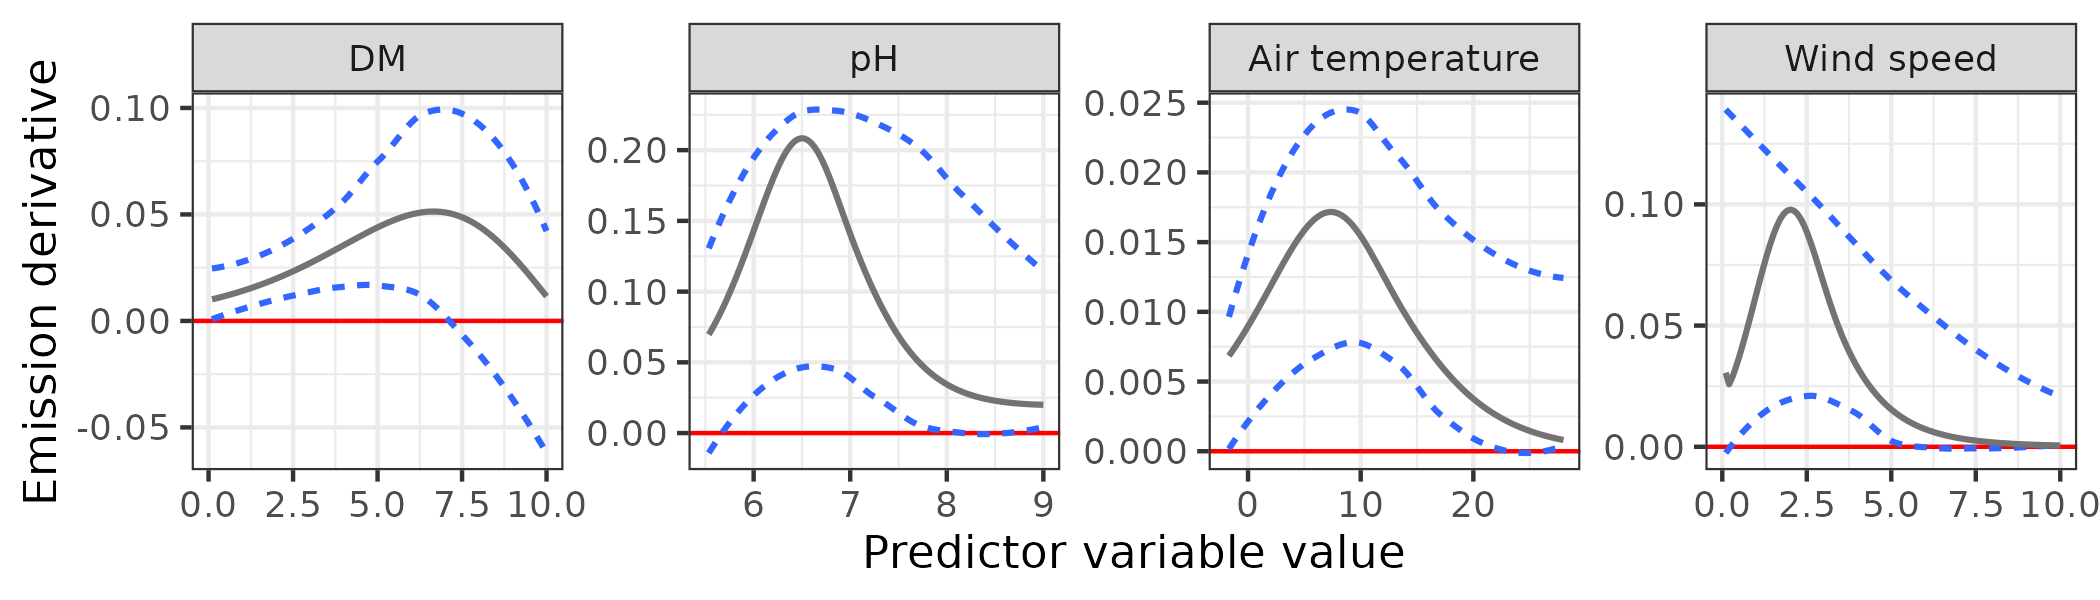 Emission derivative
DM
pH
Air temperature
Wind speed
0.10
0.05
0.00
-0.05
0.0 2.5 5.0 7.5 10.0
0.20
0.15
0.10
0.05
0.00
6 7 8 9
0.025
0.020
0.015
0.010
0.005
0.000
0 10 20
0.10
0.05
0.00
0.0 2.5 5.0 7.5 10.0
Predictor variable value